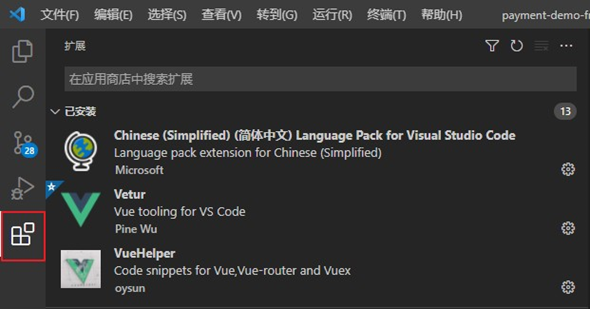 文件(F) 编辑(E) 选择(S) 查看(V) 转到(G) 运行(R) 终端(T) 帮助(H) payment-demo-fr
扩展
在应用商店中搜索扩展
已安装 13
Chinese (Simplified) (简体中文) Language Pack for Visual Studio Code
Language pack extension for Chinese (Simplified)
Microsoft
28
Vetur
Vue tooling for VS Code
Pine Wu
VueHelper
Code snippets for Vue,Vue-router and Vuex
oysun